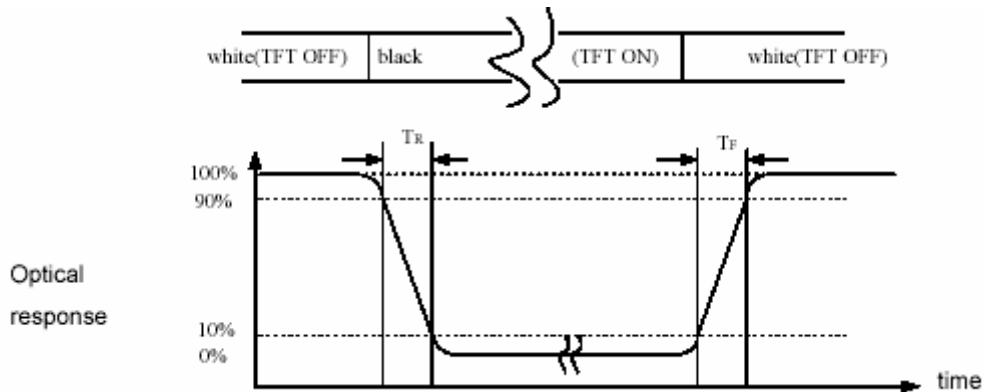 white(TFT OFF) black (TFT ON) white(TFT OFF)
TR TF
100%
90%
Optical
response
10%
0%
time